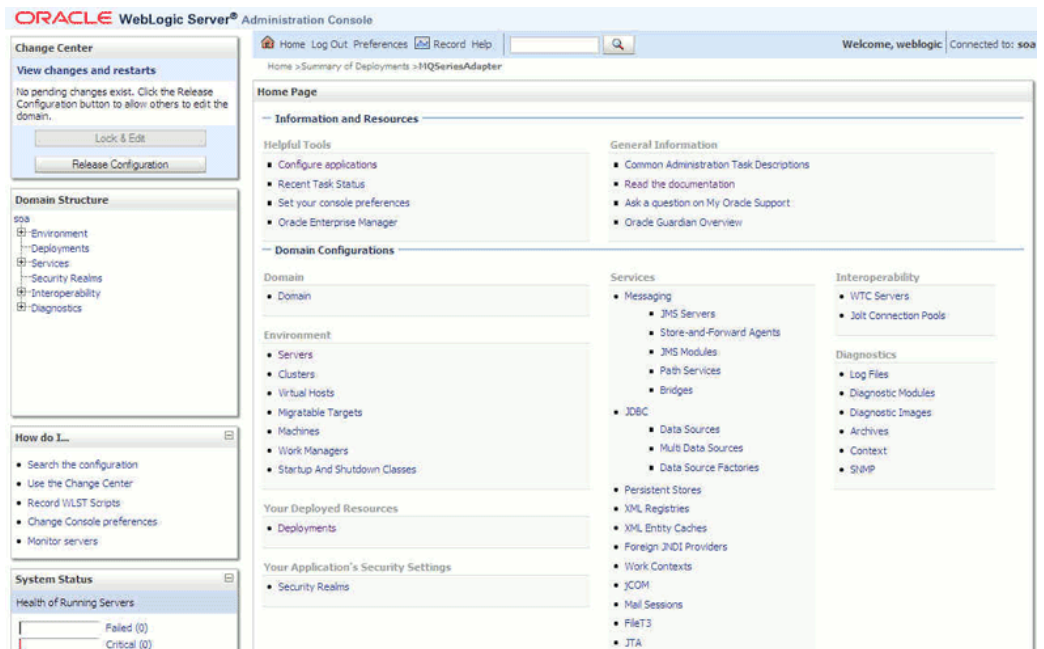 ORACLE WebLogic Server® Administration Console
Change Center
View changes and restarts
No pending changes exist. Click the Release
Configuration button to allow others to edit the
domain.
Lock & Edit
Release Configuration
Domain Structure
soa
Environment
Deployments
Services
Security Realms
Interoperability
Diagnostics
How do I...
Search the configuration
Use the Change Center
Record WLST Scripts
Change Console preferences
Monitor servers
System Status
Health of Running Servers
Failed (0)
Critical (0)
Home Log Out Preferences Record Help
Welcome, weblogic Connected to: soa
Home >Summary of Deployments >MQSeriesAdapter
Home Page
Information and Resources
Helpful Tools
Configure applications
Recent Task Status
Set your console preferences
Oracle Enterprise Manager
General Information
Common Administration Task Descriptions
Read the documentation
Ask a question on My Oracle Support
Oracle Guardian Overview
Domain Configurations
Domain
Domain
Environment
Servers
Clusters
Virtual Hosts
Migratable Targets
Machines
Work Managers
Startup And Shutdown Classes
Your Deployed Resources
Deployments
Your Application's Security Settings
Security Realms
Services
Messaging
JMS Servers
Store-and-Forward Agents
JMS Modules
Path Services
Bridges
JDBC
Data Sources
Multi Data Sources
Data Source Factories
Persistent Stores
XML Registries
XML Entity Caches
Foreign JNDI Providers
Work Contexts
jCOM
Mail Sessions
FileT3
JTA
Interoperability
WTC Servers
Jolt Connection Pools
Diagnostics
Log Files
Diagnostic Modules
Diagnostic Images
Archives
Context
SNMP